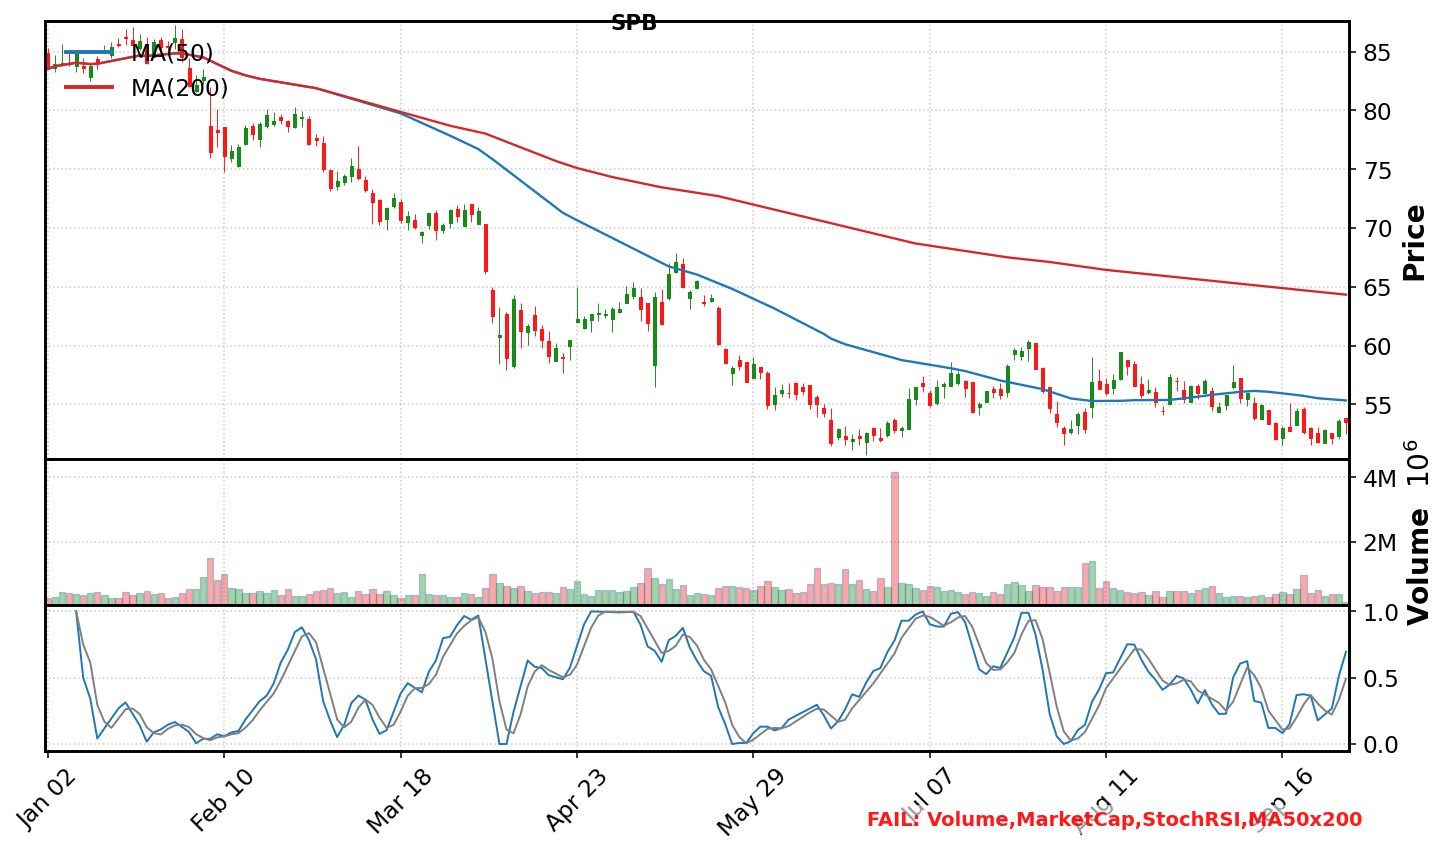 SPB
MA(50)
MA(200)
85
80
75
70
65
60
55
Price
4M
2M
Volume 10⁶
1.0
0.5
0.0
Jan 02
Feb 10
Mar 18
Apr 23
May 29
Jul 07
Aug 11
Sep 16
FAIL: Volume,MarketCap,StochRSI,MA50x200